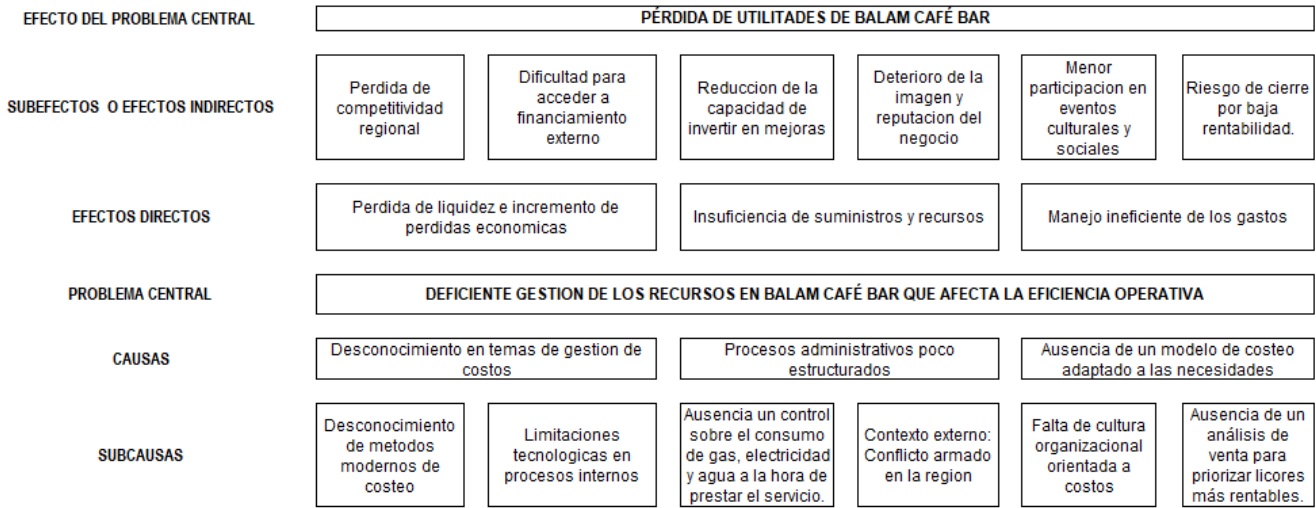 EFECTO DEL PROBLEMA CENTRAL
PÉRDIDA DE UTILITADES DE BALAM CAFÉ BAR
SUBEFECTOS O EFECTOS INDIRECTOS
Perdida de
competitividad
regional
Dificultad para
acceder a
financiamiento
externo
Reduccion de la
capacidad de
invertir en mejoras
Deterioro de la
imagen y
reputacion del
negocio
Menor
participacion en
eventos
culturales y
sociales
Riesgo de cierre
por baja
rentabilidad.
EFECTOS DIRECTOS
Perdida de liquidez e incremento de
perdidas economicas
Insuficiencia de suministros y recursos
Manejo ineficiente de los gastos
PROBLEMA CENTRAL
DEFICIENTE GESTION DE LOS RECURSOS EN BALAM CAFÉ BAR QUE AFECTA LA EFICIENCIA OPERATIVA
CAUSAS
Desconocimiento en temas de gestion de
costos
Procesos administrativos poco
estructurados
Ausencia de un modelo de costeo
adaptado a las necesidades
SUBCAUSAS
Desconocimiento
de metodos
modernos de
costeo
Limitaciones
tecnologicas en
procesos internos
Ausencia un control
sobre el consumo
de gas, electricidad
y agua a la hora de
prestar el servicio.
Contexto externo:
Conflicto armado
en la region
Falta de cultura
organizacional
orientada a
costos
Ausencia de un
análisis de
venta para
priorizar licores
más rentables.